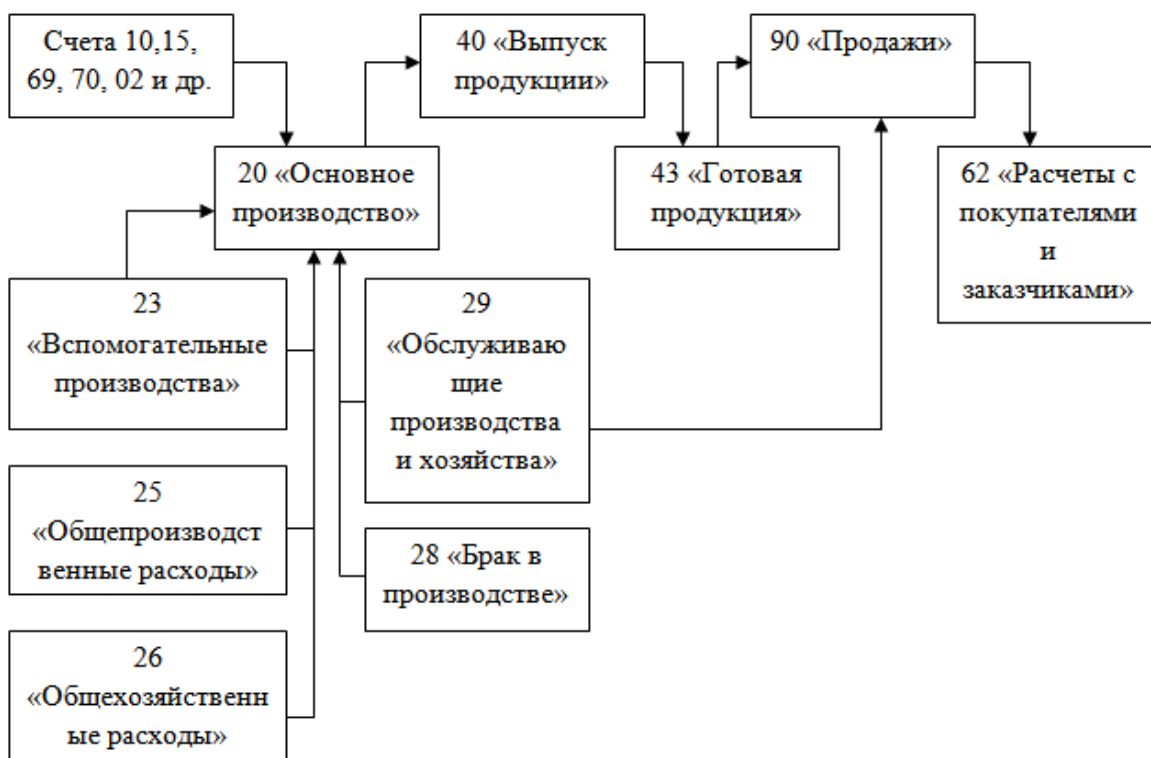 Счета 10,15,
69, 70, 02 и др.
40 «Выпуск
продукции»
90 «Продажи»
20 «Основное
производство»
43 «Готовая
продукция»
62 «Расчеты с
покупателями
и
заказчиками»
23
«Вспомогательные
производства»
29
«Обслуживаю
щие
производства
и хозяйства»
25
«Общепроизводст
венные расходы»
28 «Брак в
производстве»
26
«Общехозяйственн
ые расходы»